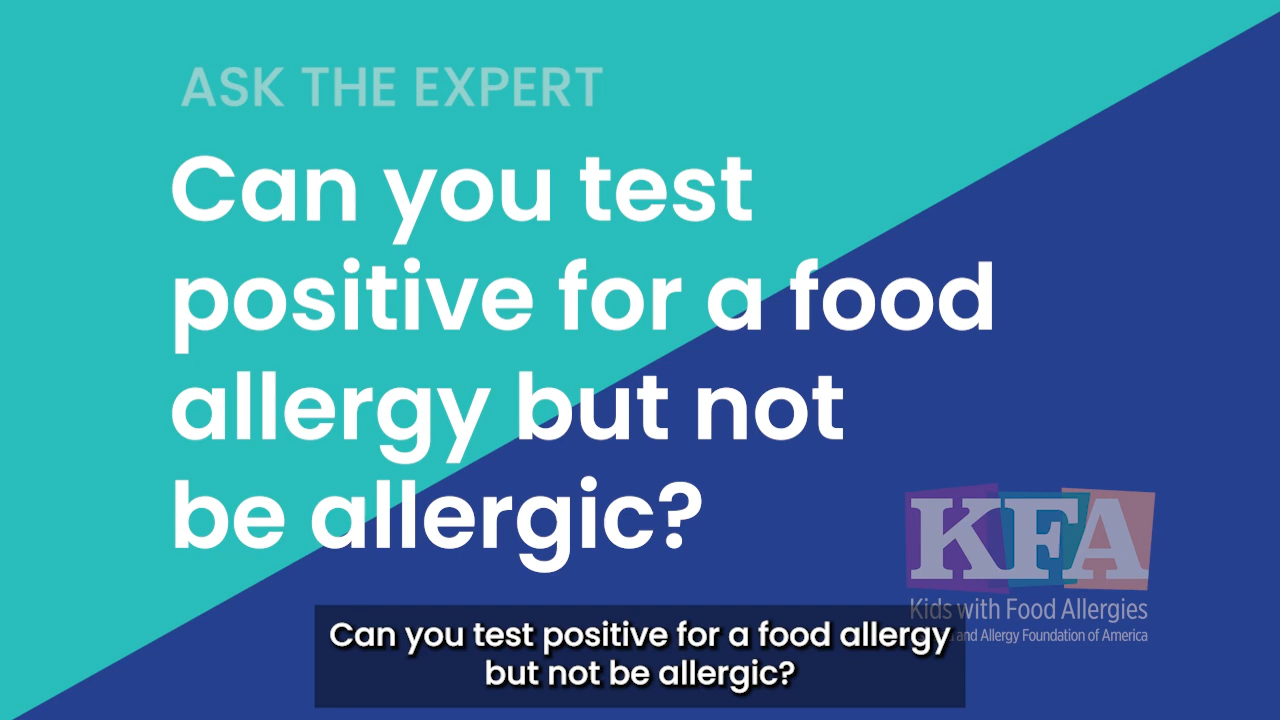 ASK THE EXPERT
Can you test
positive for a food
allergy but not
be allergic?
KFA
Kids with Food Allergies
and Allergy Foundation of America
Can you test positive for a food allergy
but not be allergic?